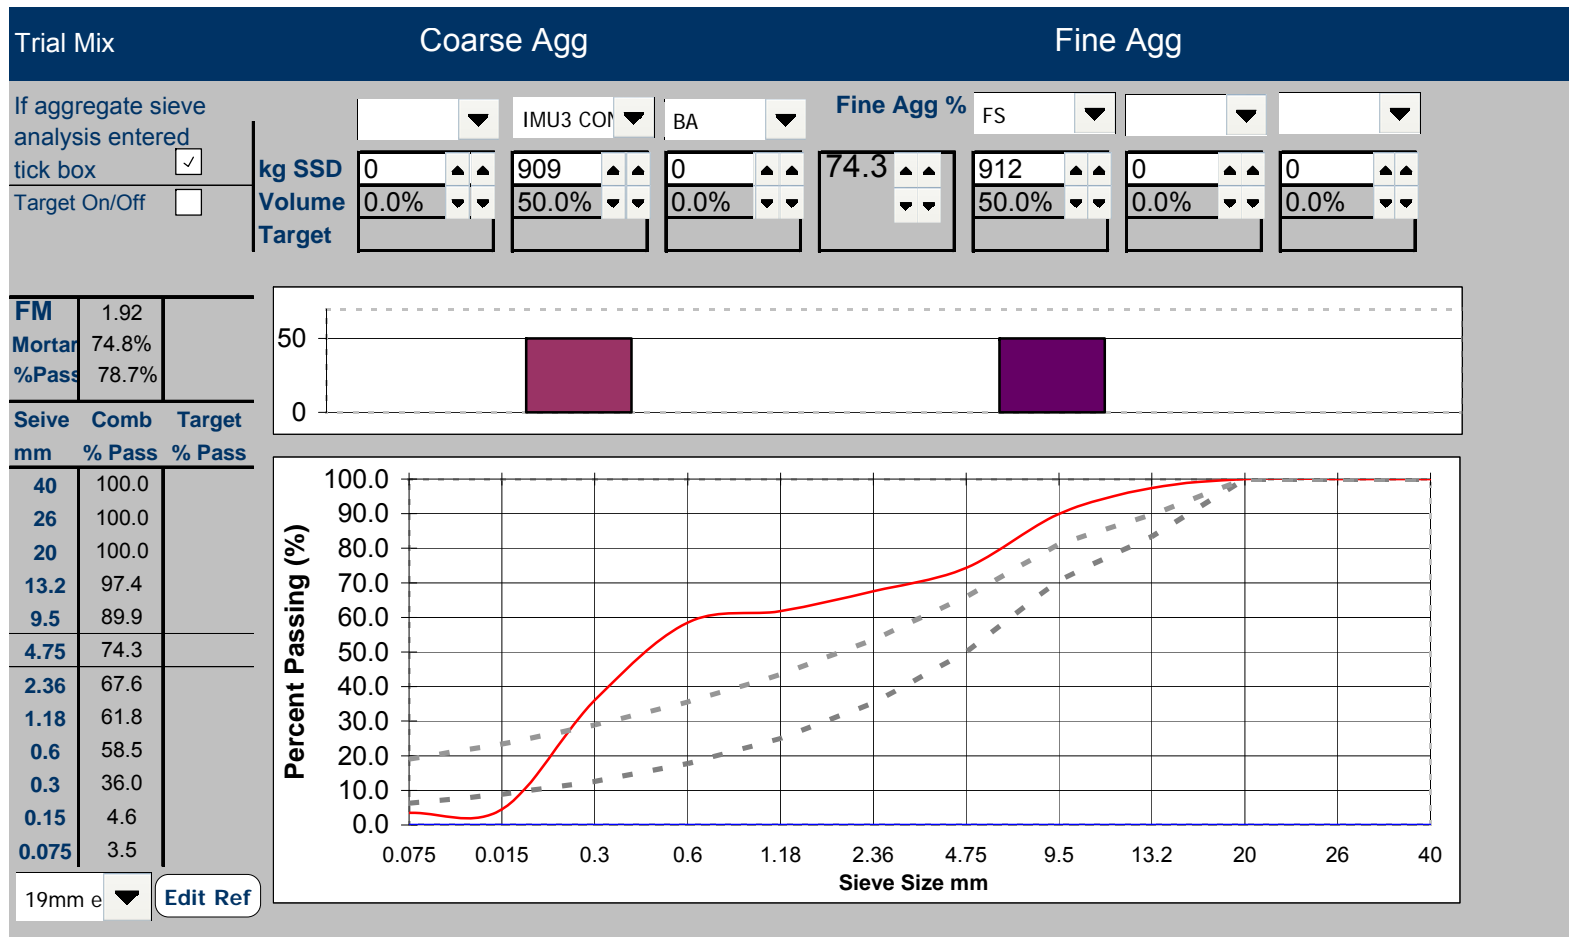 Trial Mix Coarse Agg Fine Agg
If aggregate sieve
analysis entered
tick box
Target On/Off
IMU3 CON BA Fine Agg % FS
kg SSD 0 909 0 74.3 912 0 0
Volume 0.0% 50.0% 0.0% 50.0% 0.0% 0.0%
Target
FM 1.92
Mortar 74.8%
%Pass 78.7%
Seive Comb Target
mm % Pass % Pass
40 100.0
26 100.0
20 100.0
13.2 97.4
9.5 89.9
4.75 74.3
2.36 67.6
1.18 61.8
0.6 58.5
0.3 36.0
0.15 4.6
0.075 3.5
19mm e Edit Ref
50
0
Percent Passing (%)
100.0
90.0
80.0
70.0
60.0
50.0
40.0
30.0
20.0
10.0
0.0
0.075 0.015 0.3 0.6 1.18 2.36 4.75 9.5 13.2 20 26 40
Sieve Size mm